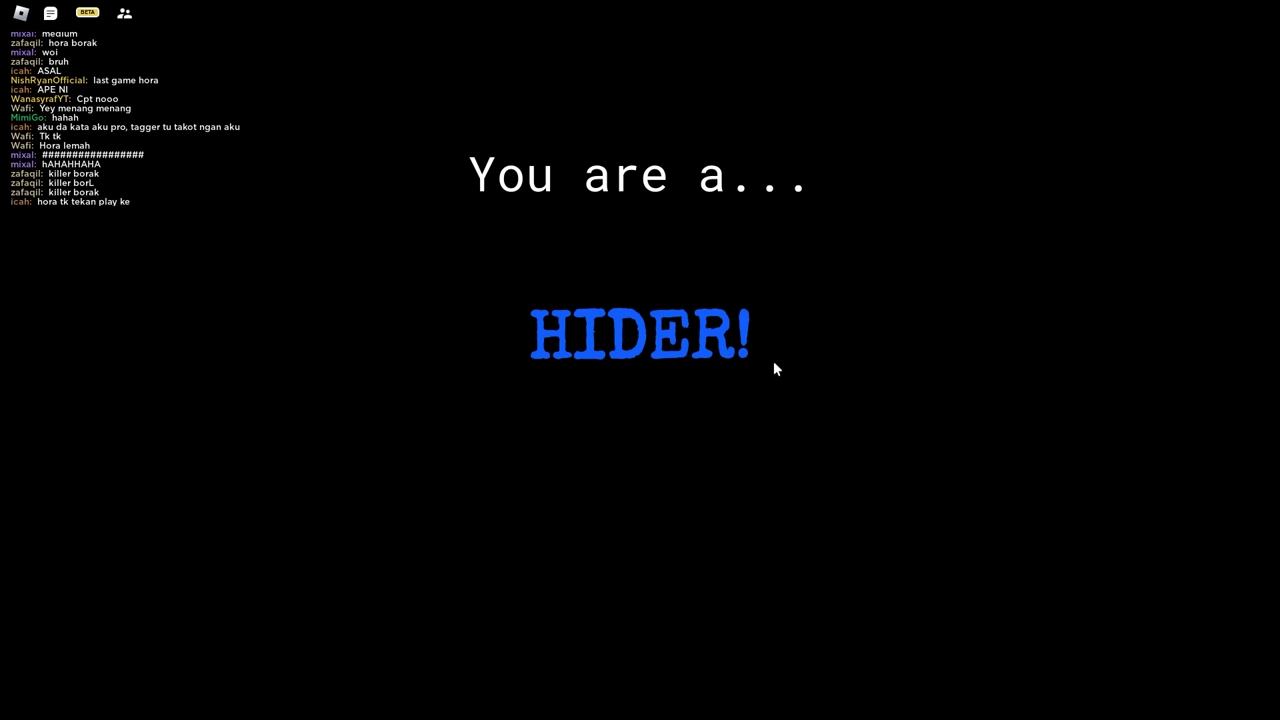 BETA
mixal: medium
zafaqil: hora borak
mixal: woi
zafaqil: bruh
icah: ASAL
NishRyanOfficial: last game hora
icah: APE NI
WanasyrafYT: Cpt nooo
Wafi: Yey menang menang
MimiGo: hahah
icah: aku da kata aku pro, tagger tu takot ngan aku
Wafi: Tk tk
Wafi: Hora lemah
mixal: #################
mixal: hAHAHHAHA
zafaqil: killer borak
zafaqil: killer borL
zafaqil: killer borak
icah: hora tk tekan play ke
You are a...
HIDER!